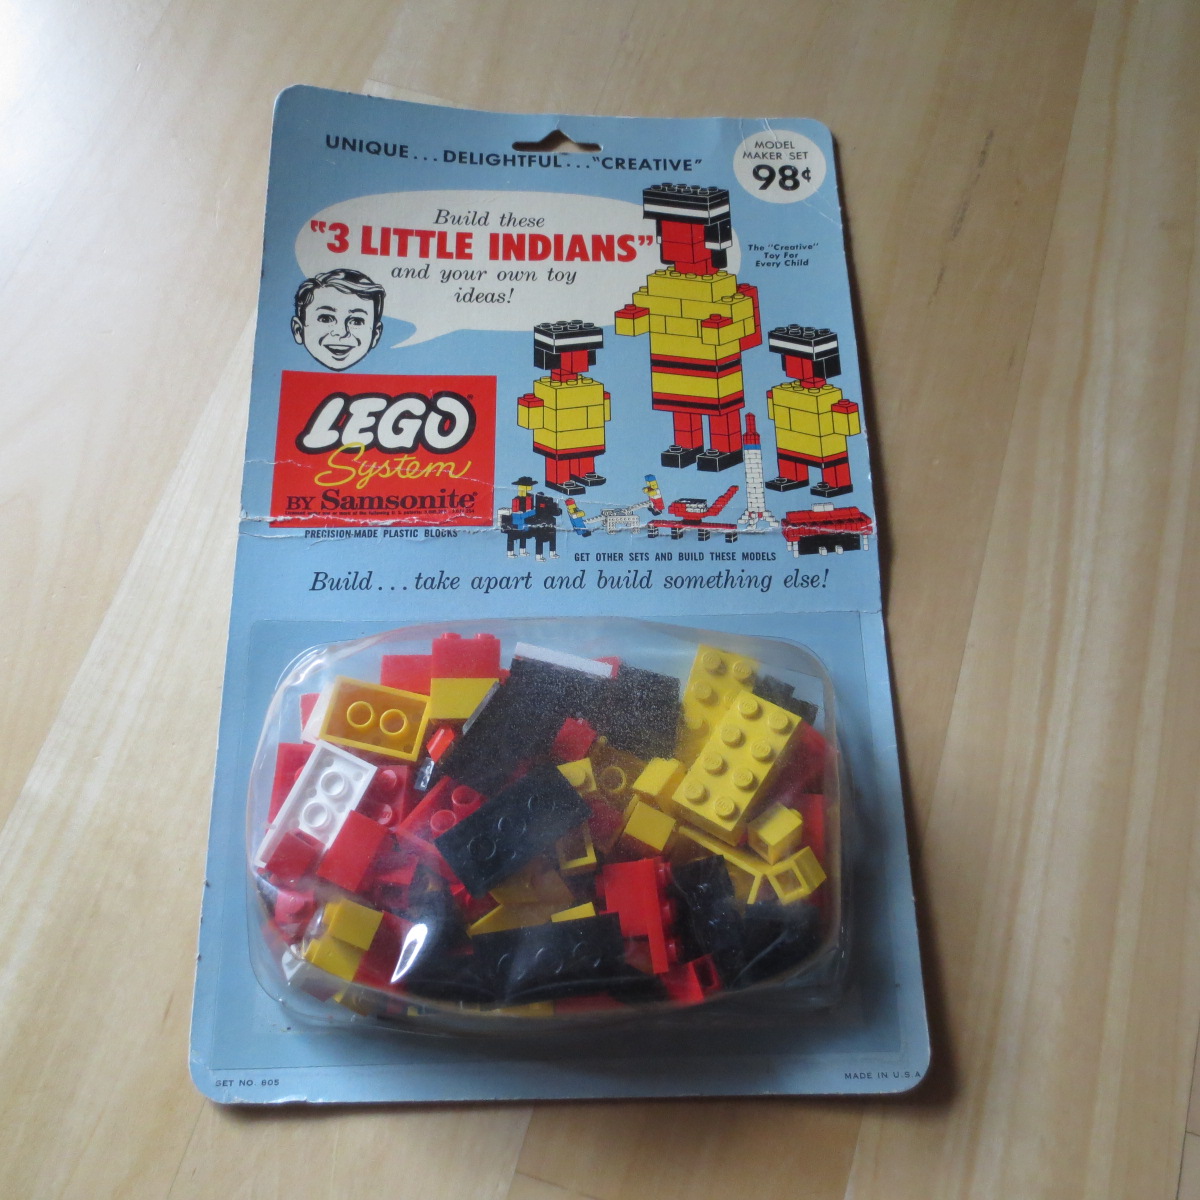 UNIQUE...DELIGHTFUL..."CREATIVE"
MODEL
MAKER SET
98¢
Build these
"3 LITTLE INDIANS"
and your own toy
ideas!
The "Creative"
Toy For
Every Child
LEGO®
System
BY Samsonite®
PRECISION-MADE PLASTIC BLOCKS
GET OTHER SETS AND BUILD THESE MODELS
Build...take apart and build something else!
SET NO. 605
MADE IN U.S.A